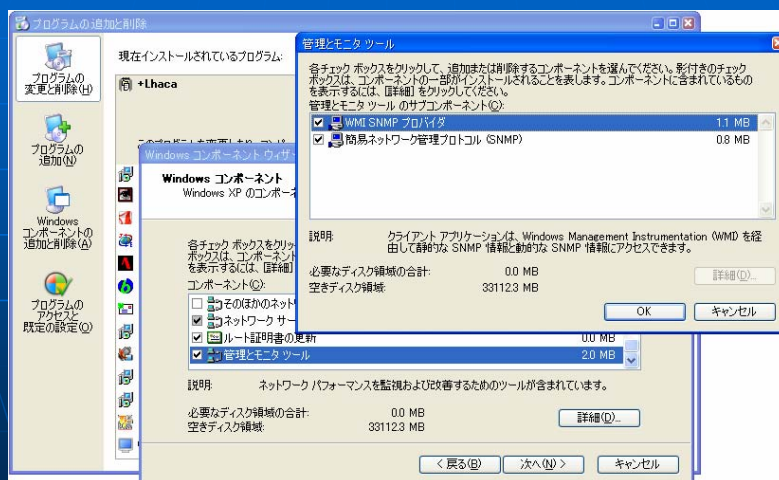 プログラムの追加と削除
プログラムの
変更と削除(H)
プログラムの
追加(N)
Windows
コンポーネントの
追加と削除(A)
プログラムの
アクセスと
既定の設定(O)
現在インストールされているプログラム:
+Lhaca
Windows コンポーネント ウィザ
Windows コンポーネント
Windows XP のコンポーネ
各チェック ボックスをクリッ
ボックスは、コンポーネント
を表示するには、[詳細]
コンポーネント(C):
そのほかのネット
ネットワーク サー
ルート証明書の更新 0.0 MB
管理とモニタ ツール 2.0 MB
説明: ネットワーク パフォーマンスを監視および改善するためのツールが含まれています。
必要なディスク領域の合計: 0.0 MB
空きディスク領域: 33112.3 MB
詳細(D)...
< 戻る(B)
次へ(N) >
キャンセル
管理とモニタ ツール
各チェック ボックスをクリックして、追加または削除するコンポーネントを選んでください。影付きのチェック
ボックスは、コンポーネントの一部がインストールされることを表します。コンポーネントに含まれているもの
を表示するには、[詳細] をクリックしてください。
管理とモニタ ツール のサブコンポーネント(C):
WMI SNMP プロバイダ 1.1 MB
簡易ネットワーク管理プロトコル (SNMP) 0.8 MB
説明: クライアント アプリケーションは、Windows Management Instrumentation (WMI) を経
由して静的な SNMP 情報と動的な SNMP 情報にアクセスできます。
必要なディスク領域の合計: 0.0 MB
空きディスク領域: 33112.3 MB
詳細(D)...
OK
キャンセル